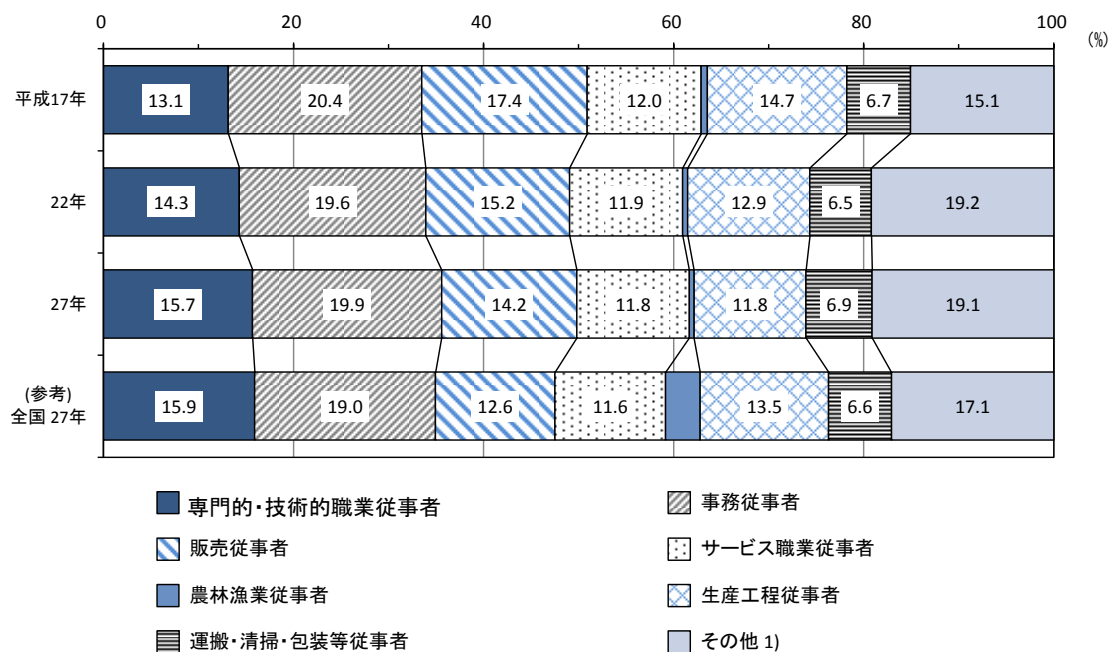 0 20 40 60 80 100
(%)
平成17年 13.1 20.4 17.4 12.0 14.7 6.7 15.1
22年 14.3 19.6 15.2 11.9 12.9 6.5 19.2
27年 15.7 19.9 14.2 11.8 11.8 6.9 19.1
(参考)
全国 27年 15.9 19.0 12.6 11.6 13.5 6.6 17.1
専門的・技術的職業従事者 事務従事者
販売従事者 サービス職業従事者
農林漁業従事者 生産工程従事者
運搬・清掃・包装等従事者 その他 1)